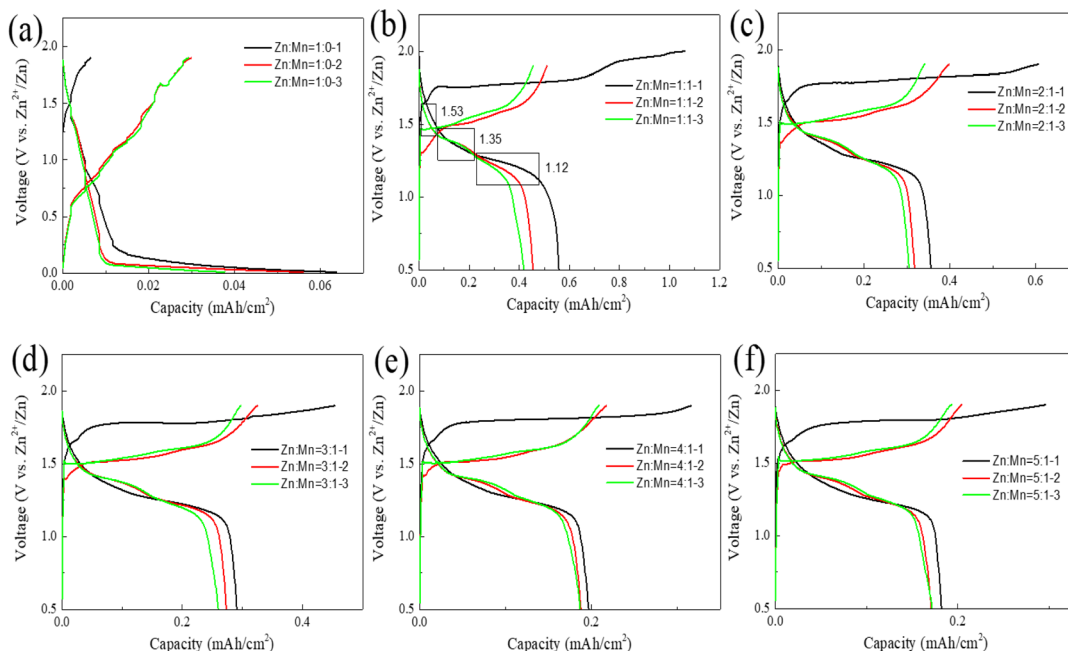 (a)
Voltage (V vs. Zn²⁺/Zn)
2.0
1.5
1.0
0.5
0.0
Zn:Mn=1:0-1
Zn:Mn=1:0-2
Zn:Mn=1:0-3
0.00 0.02 0.04 0.06
Capacity (mAh/cm²)
(b)
Voltage (V vs. Zn²⁺/Zn)
2.0
1.5
1.0
0.5
Zn:Mn=1:1-1
Zn:Mn=1:1-2
Zn:Mn=1:1-3
1.53
1.35
1.12
0.0 0.2 0.4 0.6 0.8 1.0 1.2
Capacity (mAh/cm²)
(c)
Voltage (V vs. Zn²⁺/Zn)
2.0
1.5
1.0
0.5
Zn:Mn=2:1-1
Zn:Mn=2:1-2
Zn:Mn=2:1-3
0.0 0.2 0.4 0.6
Capacity (mAh/cm²)
(d)
Voltage (V vs. Zn²⁺/Zn)
2.0
1.5
1.0
0.5
Zn:Mn=3:1-1
Zn:Mn=3:1-2
Zn:Mn=3:1-3
0.0 0.2 0.4
Capacity (mAh/cm²)
(e)
Voltage (V vs. Zn²⁺/Zn)
2.0
1.5
1.0
0.5
Zn:Mn=4:1-1
Zn:Mn=4:1-2
Zn:Mn=4:1-3
0.0 0.2
Capacity (mAh/cm²)
(f)
Voltage (V vs. Zn²⁺/Zn)
2.0
1.5
1.0
0.5
Zn:Mn=5:1-1
Zn:Mn=5:1-2
Zn:Mn=5:1-3
0.0 0.2
Capacity (mAh/cm²)